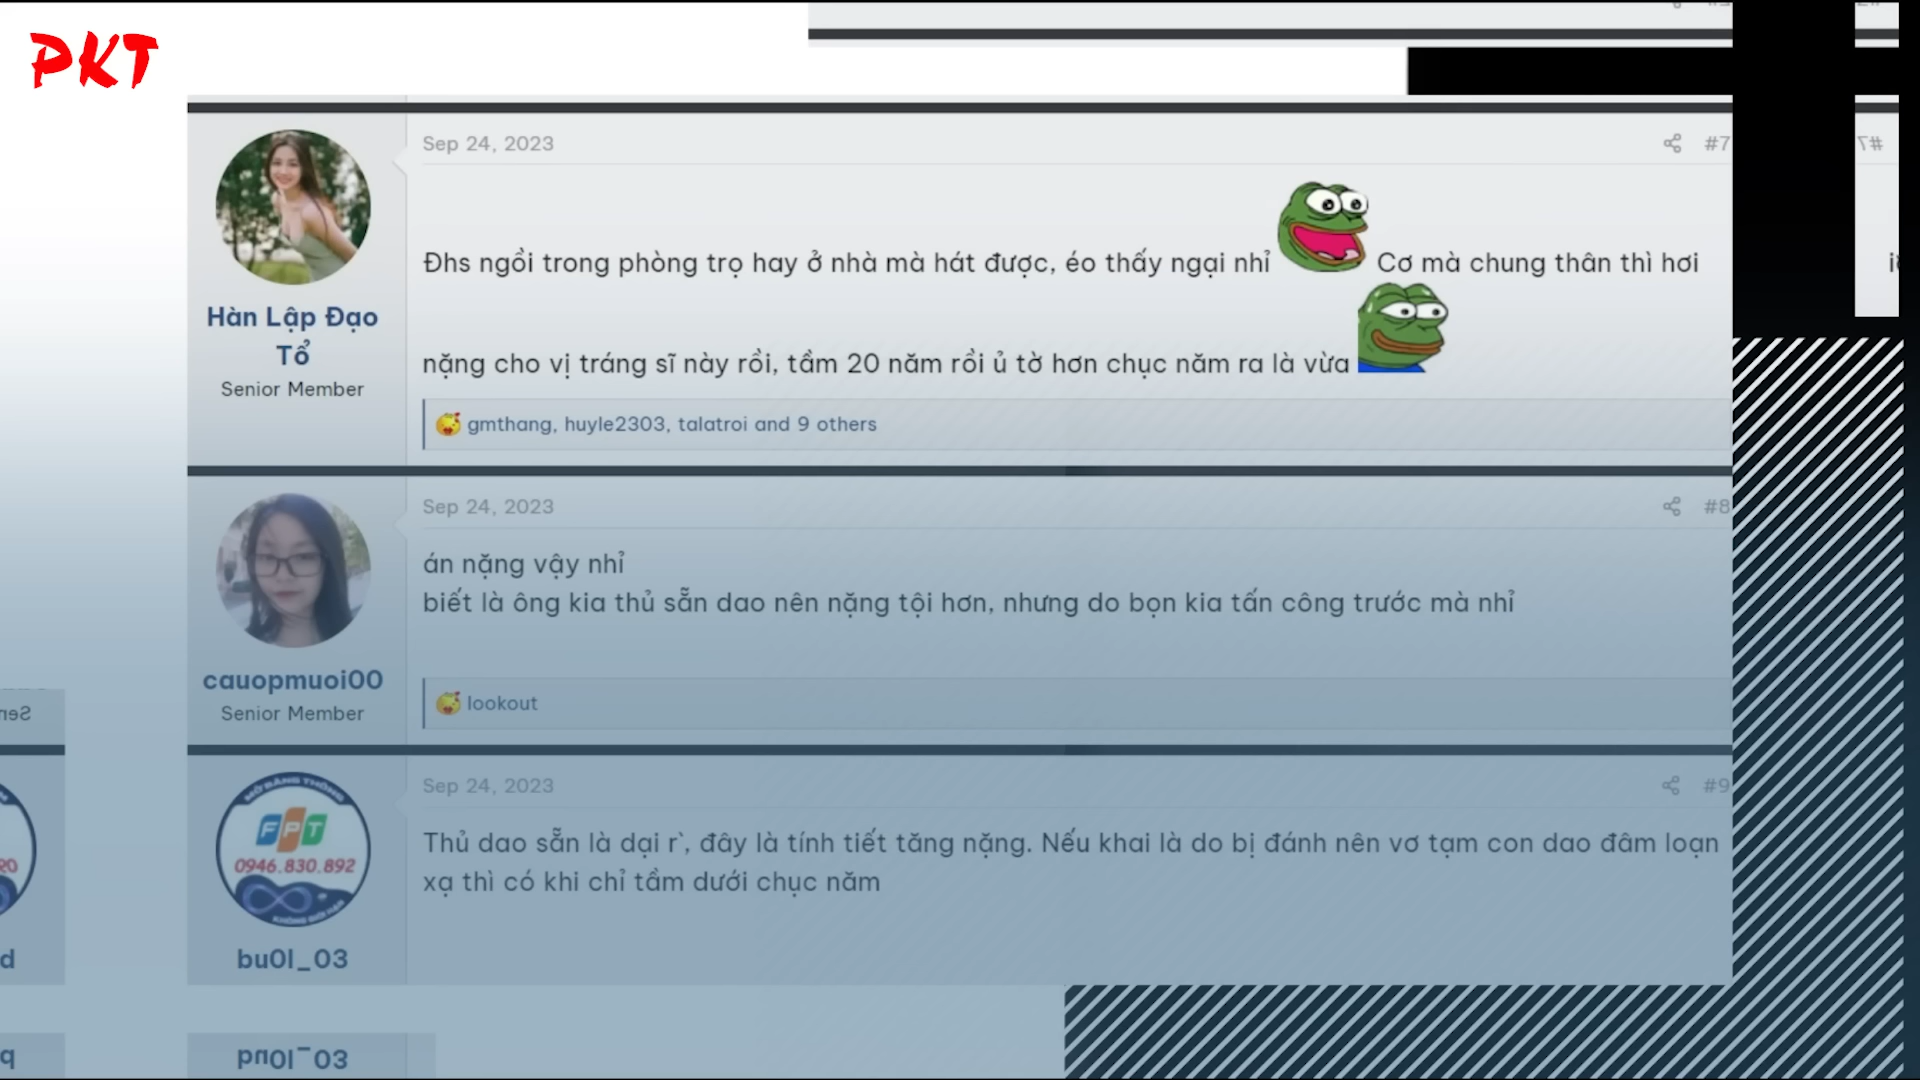 PKT
Sep 24, 2023
#7
Đhs ngồi trong phòng trọ hay ở nhà mà hát được, éo thấy ngại nhỉ Cơ mà chung thân thì hơi
nặng cho vị tráng sĩ này rồi, tầm 20 năm rồi ủ tờ hơn chục năm ra là vừa
Hàn Lập Đạo
Tổ
Senior Member
gmthang, huyle2303, talatroi and 9 others
Sep 24, 2023
#8
án nặng vậy nhỉ
biết là ông kia thủ sẵn dao nên nặng tội hơn, nhưng do bọn kia tấn công trước mà nhỉ
cauopmuoi00
Senior Member
lookout
Sep 24, 2023
#9
FPT
0946.830.892
Thủ dao sẵn là dại r`, đây là tính tiết tăng nặng. Nếu khai là do bị đánh nên vơ tạm con dao đâm loạn
xạ thì có khi chỉ tầm dưới chục năm
bu0l_03